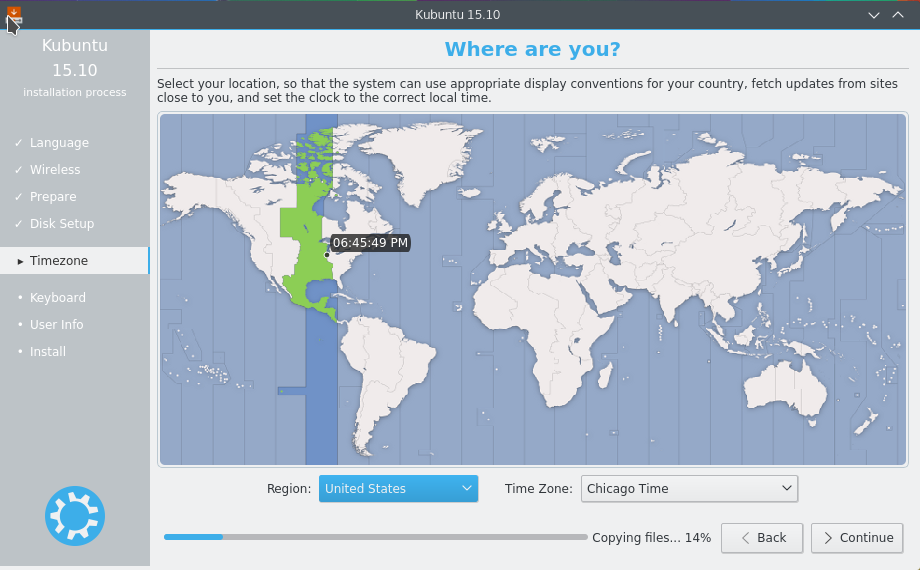 Kubuntu 15.10
Kubuntu
15.10
installation process
✓ Language
✓ Wireless
✓ Prepare
✓ Disk Setup
▸ Timezone
• Keyboard
• User Info
• Install
Where are you?
Select your location, so that the system can use appropriate display conventions for your country, fetch updates from sites
close to you, and set the clock to the correct local time.
06:45:49 PM
Region: United States Time Zone: Chicago Time
Copying files... 14% Back Continue